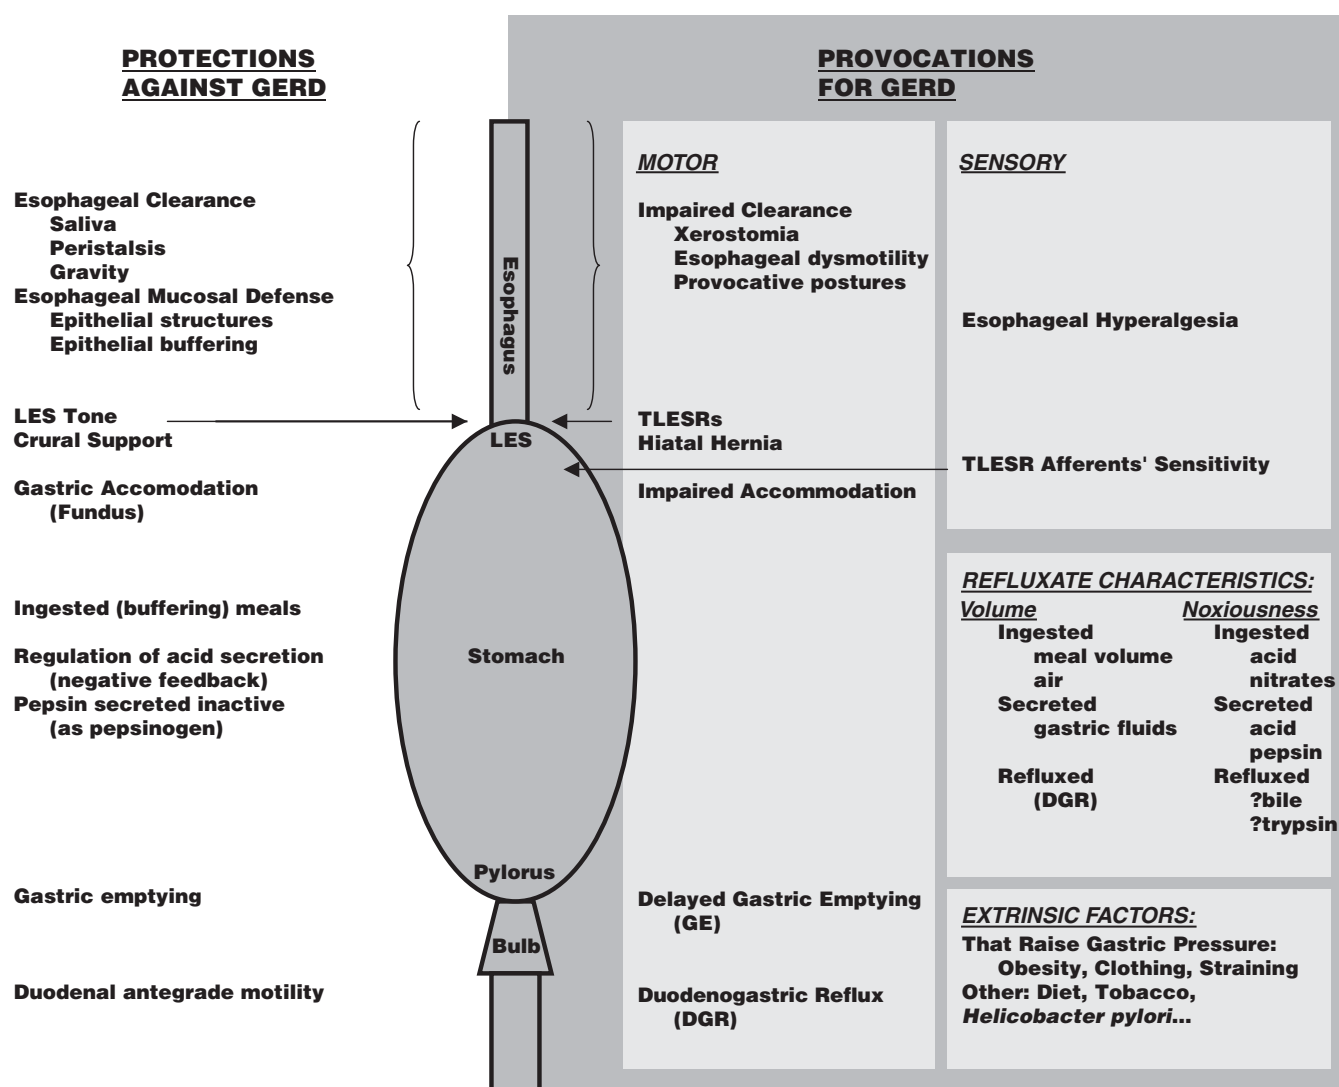 PROTECTIONS
AGAINST GERD
Esophageal Clearance
Saliva
Peristalsis
Gravity
Esophageal Mucosal Defense
Epithelial structures
Epithelial buffering
LES Tone
Crural Support
Gastric Accomodation
(Fundus)
Ingested (buffering) meals
Regulation of acid secretion
(negative feedback)
Pepsin secreted inactive
(as pepsinogen)
Gastric emptying
Duodenal antegrade motility
Esophagus
LES
Stomach
Pylorus
Bulb
PROVOCATIONS
FOR GERD
MOTOR
Impaired Clearance
Xerostomia
Esophageal dysmotility
Provocative postures
TLESRs
Hiatal Hernia
Impaired Accommodation
Delayed Gastric Emptying
(GE)
Duodenogastric Reflux
(DGR)
SENSORY
Esophageal Hyperalgesia
TLESR Afferents' Sensitivity
REFLUXATE CHARACTERISTICS:
Volume
Ingested
meal volume
air
Secreted
gastric fluids
Refluxed
(DGR)
Noxiousness
Ingested
acid
nitrates
Secreted
acid
pepsin
Refluxed
?bile
?trypsin
EXTRINSIC FACTORS:
That Raise Gastric Pressure:
Obesity, Clothing, Straining
Other: Diet, Tobacco,
Helicobacter pylori...